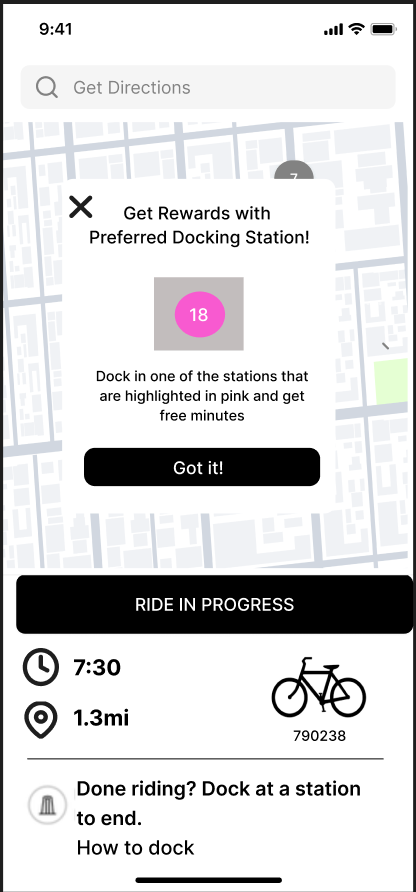 9:41
Get Directions
7
Get Rewards with
Preferred Docking Station!
18
Dock in one of the stations that
are highlighted in pink and get
free minutes
Got it!
RIDE IN PROGRESS
7:30
1.3mi
790238
Done riding? Dock at a station
to end.
How to dock